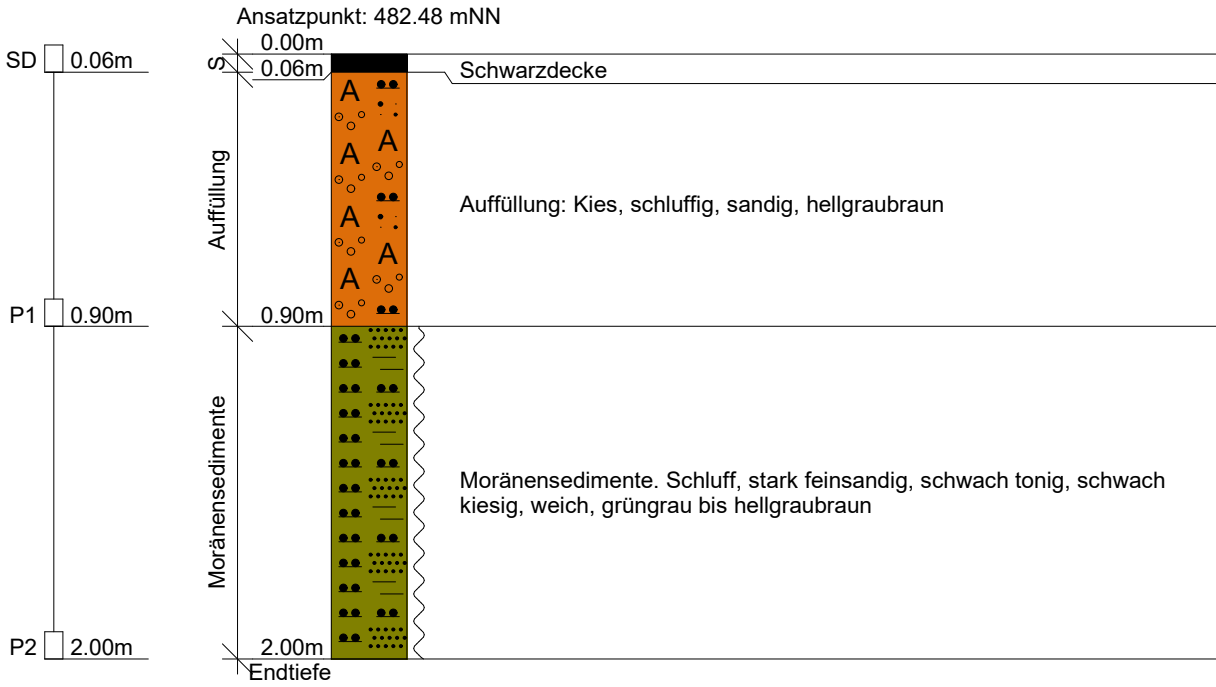 Ansatzpunkt: 482.48 mNN
SD 0.06m
S
0.00m
0.06m
Schwarzdecke
A
A
A
A
A
A
Auffüllung
Auffüllung: Kies, schluffig, sandig, hellgraubraun
P1 0.90m
0.90m
Moränensedimente
Moränensedimente. Schluff, stark feinsandig, schwach tonig, schwach
kiesig, weich, grüngrau bis hellgraubraun
P2 2.00m
2.00m
Endtiefe